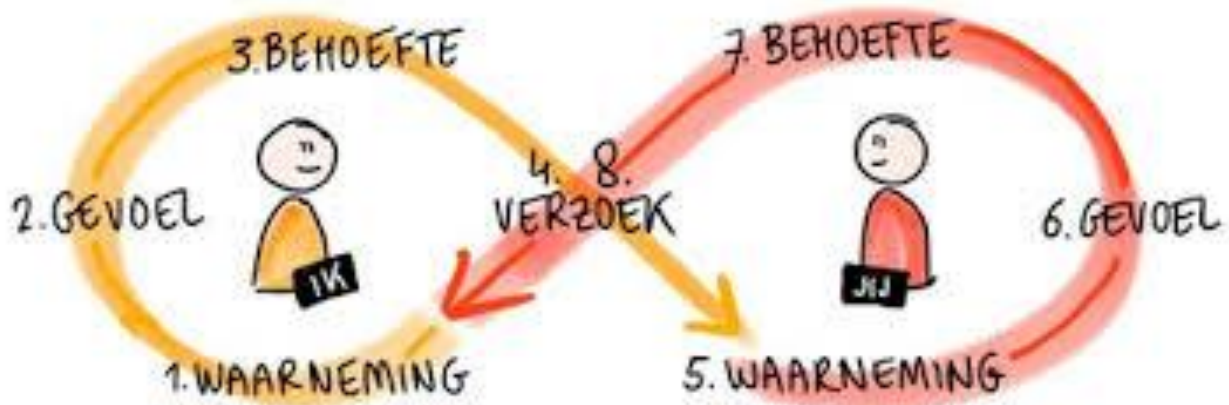 3. BEHOEFTE
7. BEHOEFTE
4. 8.
VERZOEK
2. GEVOEL
6. GEVOEL
IK
JIJ
1. WAARNEMING
5. WAARNEMING